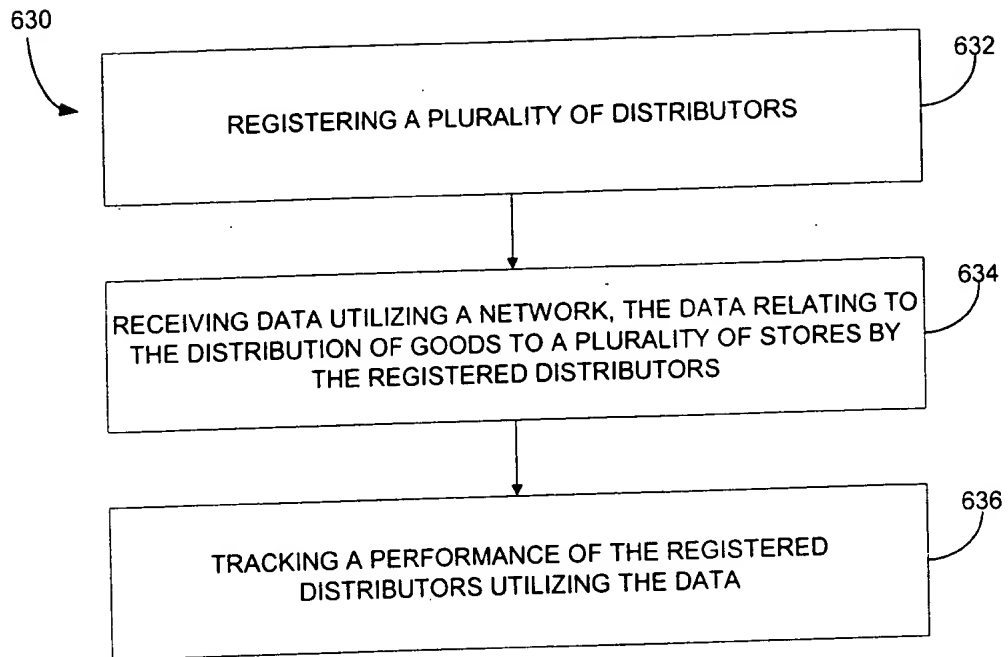 630
632
REGISTERING A PLURALITY OF DISTRIBUTORS
634
RECEIVING DATA UTILIZING A NETWORK, THE DATA RELATING TO
THE DISTRIBUTION OF GOODS TO A PLURALITY OF STORES BY
THE REGISTERED DISTRIBUTORS
636
TRACKING A PERFORMANCE OF THE REGISTERED
DISTRIBUTORS UTILIZING THE DATA